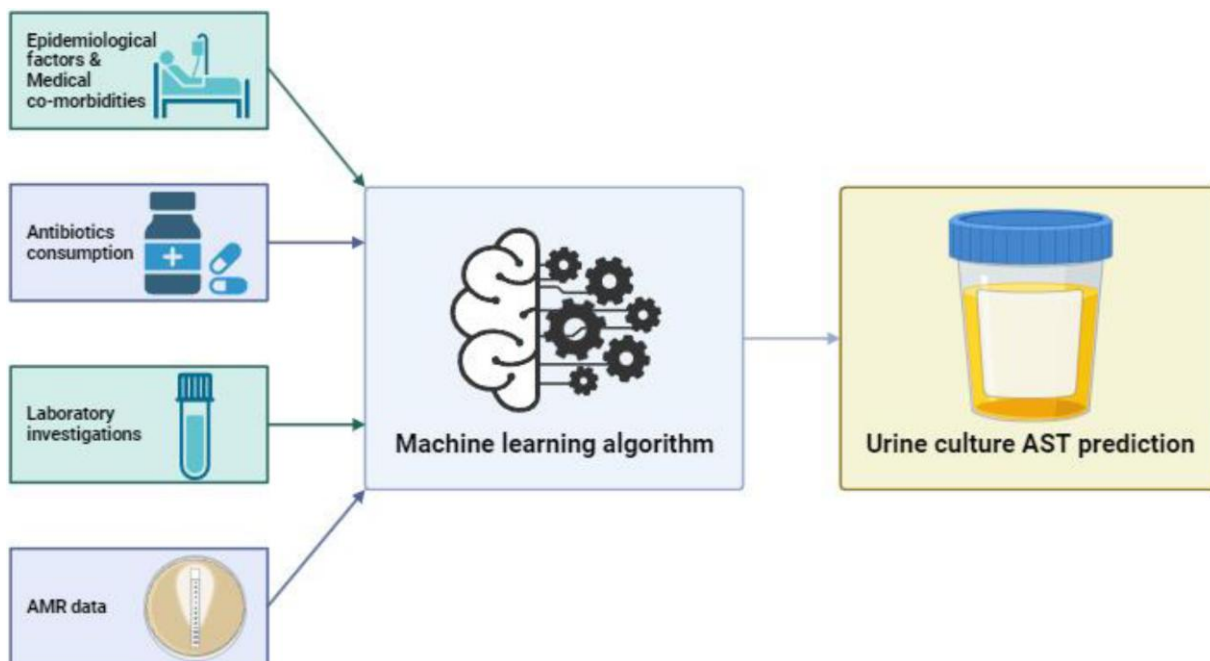 Epidemiological
factors &
Medical
co-morbidities
Antibiotics
consumption
Laboratory
investigations
AMR data
Machine learning algorithm
Urine culture AST prediction